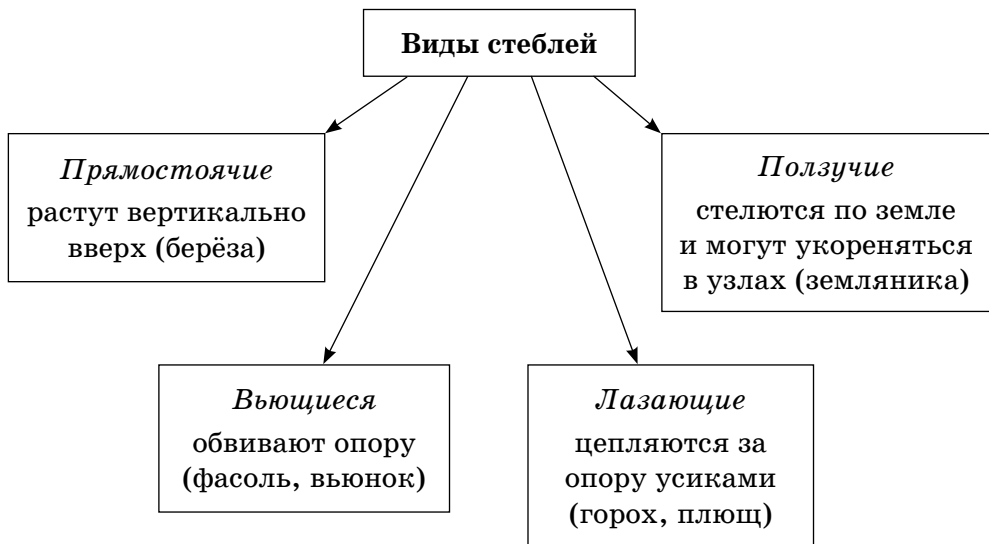 Виды стеблей
Прямостоячие
растут вертикально
вверх (берёза)
Ползучие
стелются по земле
и могут укореняться
в узлах (земляника)
Вьющиеся
обвивают опору
(фасоль, вьюнок)
Лазающие
цепляются за
опору усиками
(горох, плющ)